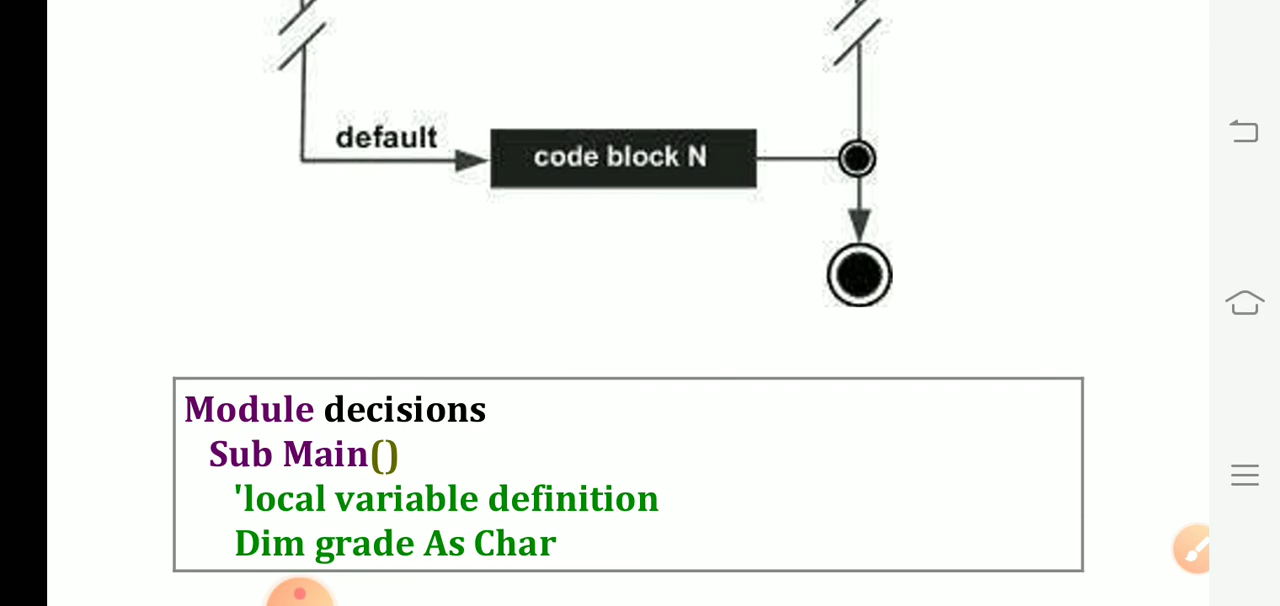 default
code block N
Module decisions
Sub Main()
'local variable definition
Dim grade As Char